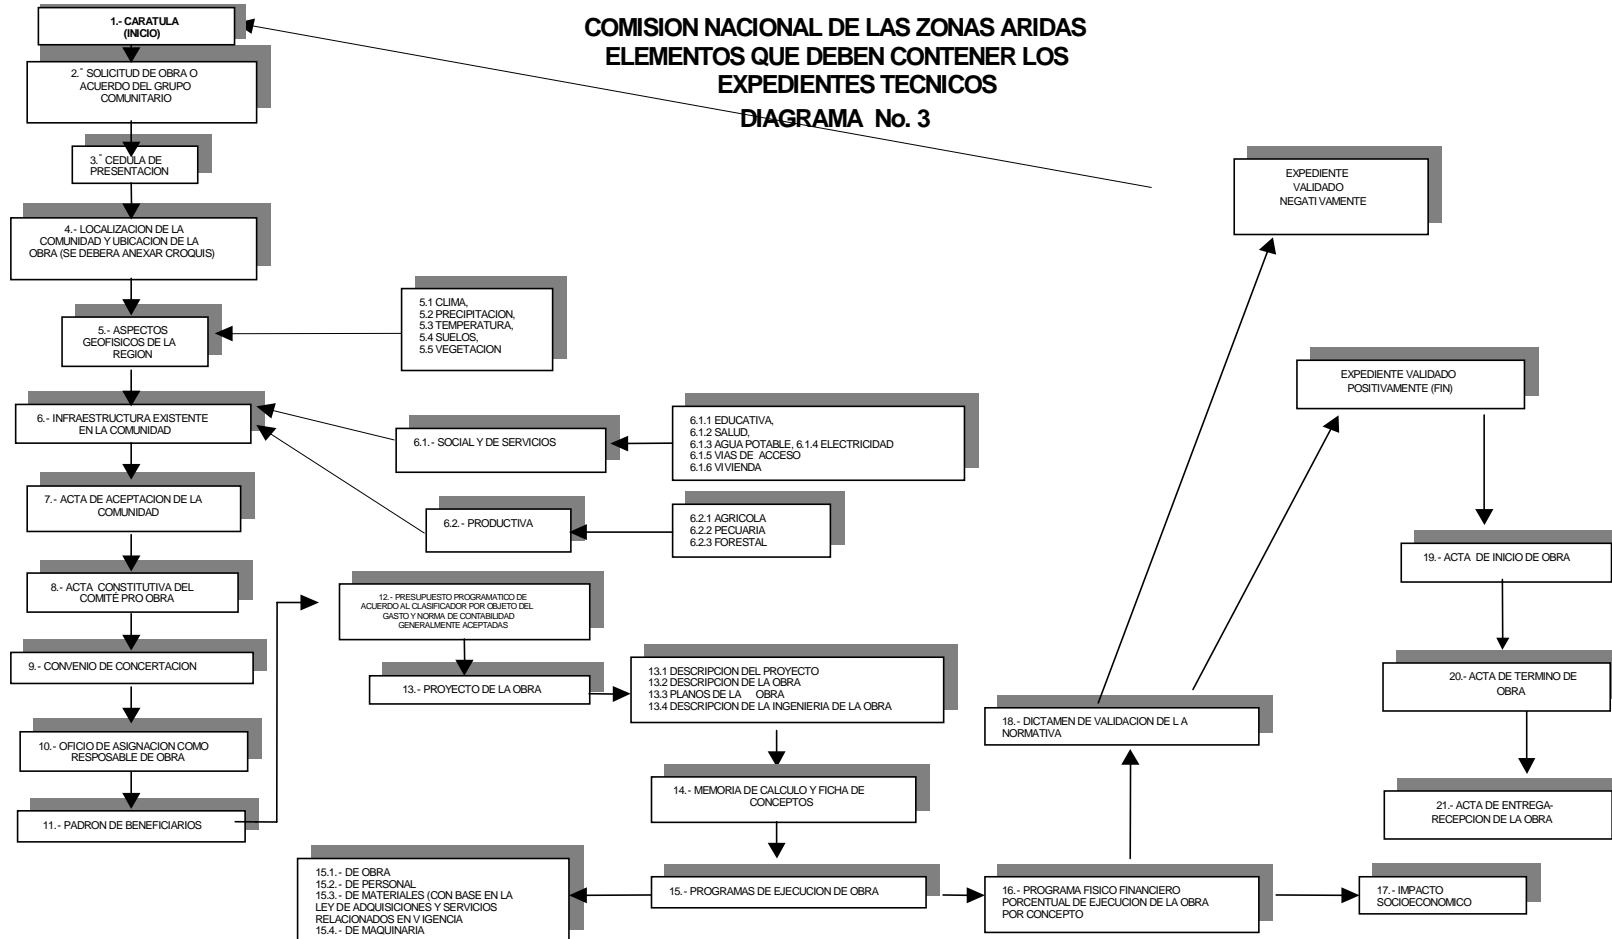 COMISION NACIONAL DE LAS ZONAS ARIDAS
ELEMENTOS QUE DEBEN CONTENER LOS
EXPEDIENTES TECNICOS
DIAGRAMA No. 3
1.- CARATULA
(INICIO)
2.- SOLICITUD DE OBRA O
ACUERDO DEL GRUPO
COMUNITARIO
3.- CEDULA DE
PRESENTACION
4.- LOCALIZACION DE LA
COMUNIDAD Y UBICACION DE LA
OBRA (SE DEBERA ANEXAR CROQUIS)
5.- ASPECTOS
GEOFISICOS DE LA
REGION
5.1 CLIMA,
5.2 PRECIPITACION,
5.3 TEMPERATURA,
5.4 SUELOS,
5.5 VEGETACION
6.- INFRAESTRUCTURA EXISTENTE
EN LA COMUNIDAD
6.1.- SOCIAL Y DE SERVICIOS
6.1.1 EDUCATIVA,
6.1.2 SALUD,
6.1.3 AGUA POTABLE, 6.1.4 ELECTRICIDAD
6.1.5 VIAS DE ACCESO
6.1.6 VIVIENDA
6.2.- PRODUCTIVA
6.2.1 AGRICOLA
6.2.2 PECUARIA
6.2.3 FORESTAL
7.- ACTA DE ACEPTACION DE LA
COMUNIDAD
8.- ACTA CONSTITUTIVA DEL
COMITÉ PRO OBRA
9.- CONVENIO DE CONCERTACION
10.- OFICIO DE ASIGNACION COMO
RESPOSABLE DE OBRA
11.- PADRON DE BENEFICIARIOS
12.- PRESUPUESTO PROGRAMATICO DE
ACUERDO AL CLASIFICADOR POR OBJETO DEL
GASTO Y NORMA DE CONTABILIDAD
GENERALMENTE ACEPTADAS
13.- PROYECTO DE LA OBRA
13.1 DESCRIPCION DEL PROYECTO
13.2 DESCRIPCION DE LA OBRA
13.3 PLANOS DE LA OBRA
13.4 DESCRIPCION DE LA INGENIERIA DE LA OBRA
14.- MEMORIA DE CALCULO Y FICHA DE
CONCEPTOS
15.- PROGRAMAS DE EJECUCION DE OBRA
15.1.- DE OBRA
15.2.- DE PERSONAL
15.3.- DE MATERIALES (CON BASE EN LA
LEY DE ADQUISICIONES Y SERVICIOS
RELACIONADOS EN VIGENCIA
15.4.- DE MAQUINARIA
16.- PROGRAMA FISICO FINANCIERO
PORCENTUAL DE EJECUCION DE LA OBRA
POR CONCEPTO
17.- IMPACTO
SOCIOECONOMICO
18.- DICTAMEN DE VALIDACION DE L A
NORMATIVA
EXPEDIENTE
VALIDADO
NEGATIVAMENTE
EXPEDIENTE VALIDADO
POSITIVAMENTE (FIN)
19.- ACTA DE INICIO DE OBRA
20.- ACTA DE TERMINO DE
OBRA
21.- ACTA DE ENTREGA-
RECEPCION DE LA OBRA